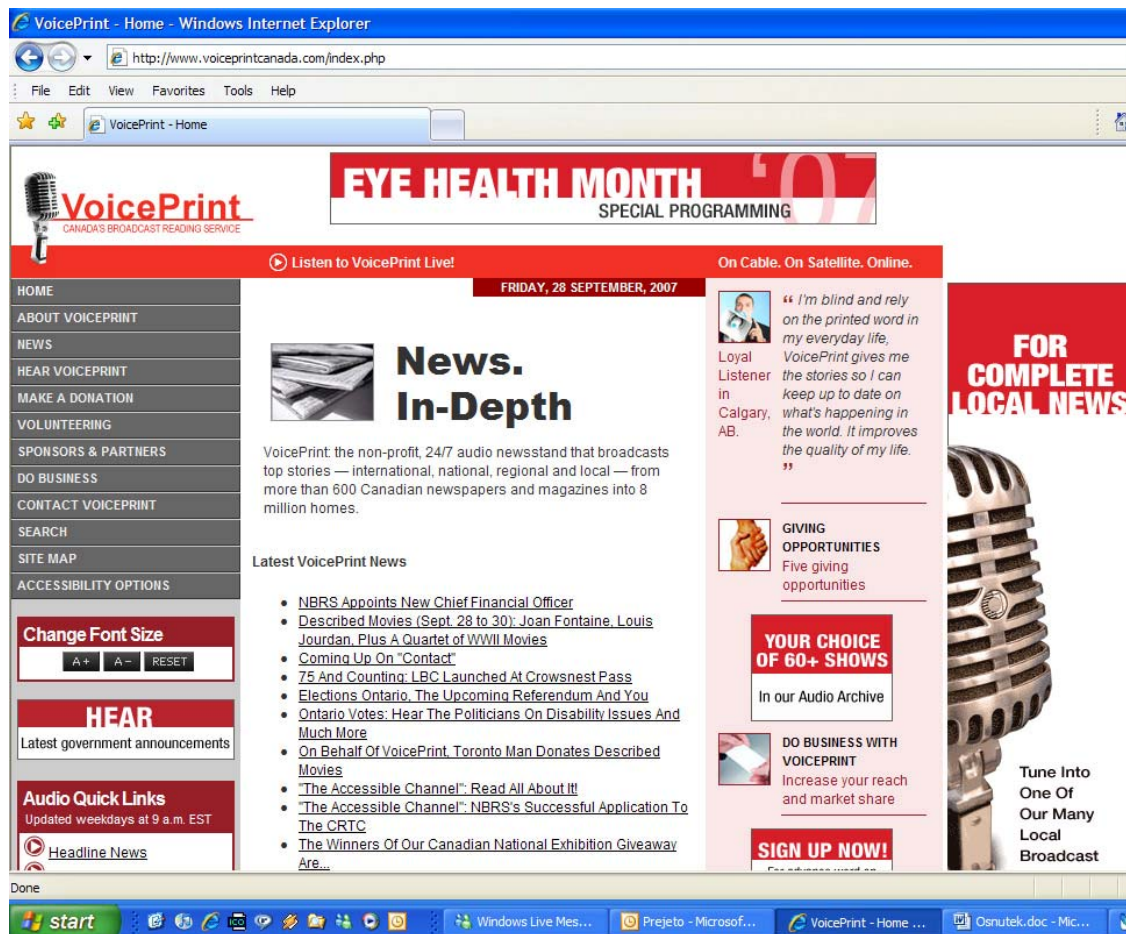 VoicePrint - Home - Windows Internet Explorer
http://www.voiceprintcanada.com/index.php
File Edit View Favorites Tools Help
VoicePrint - Home
VoicePrint
CANADA'S BROADCAST READING SERVICE
EYE HEALTH MONTH '07
SPECIAL PROGRAMMING
Listen to VoicePrint Live!
On Cable. On Satellite. Online.
HOME
ABOUT VOICEPRINT
NEWS
HEAR VOICEPRINT
MAKE A DONATION
VOLUNTEERING
SPONSORS & PARTNERS
DO BUSINESS
CONTACT VOICEPRINT
SEARCH
SITE MAP
ACCESSIBILITY OPTIONS
Change Font Size
A+ A- RESET
HEAR
Latest government announcements
Audio Quick Links
Updated weekdays at 9 a.m. EST
Headline News
FRIDAY, 28 SEPTEMBER, 2007
News.
In-Depth
VoicePrint: the non-profit, 24/7 audio newsstand that broadcasts
top stories — international, national, regional and local — from
more than 600 Canadian newspapers and magazines into 8
million homes.
Latest VoicePrint News
NBRS Appoints New Chief Financial Officer
Described Movies (Sept. 28 to 30): Joan Fontaine, Louis
Jourdan, Plus A Quartet of WWII Movies
Coming Up On "Contact"
75 And Counting: LBC Launched At Crowsnest Pass
Elections Ontario, The Upcoming Referendum And You
Ontario Votes: Hear The Politicians On Disability Issues And
Much More
On Behalf Of VoicePrint, Toronto Man Donates Described
Movies
"The Accessible Channel": Read All About It!
"The Accessible Channel": NBRS's Successful Application To
The CRTC
The Winners Of Our Canadian National Exhibition Giveaway
Are...
Loyal
Listener
in
Calgary,
AB.
“ I'm blind and rely
on the printed word in
my everyday life,
VoicePrint gives me
the stories so I can
keep up to date on
what's happening in
the world. It improves
the quality of my life.
”
GIVING
OPPORTUNITIES
Five giving
opportunities
YOUR CHOICE
OF 60+ SHOWS
In our Audio Archive
DO BUSINESS WITH
VOICEPRINT
Increase your reach
and market share
SIGN UP NOW!
For advance word on
FOR
COMPLETE
LOCAL NEWS
Tune Into
One Of
Our Many
Local
Broadcast
Done
start
Windows Live Mes...
Prejeto - Microsof...
VoicePrint - Home ...
Osnutek.doc - Mic...